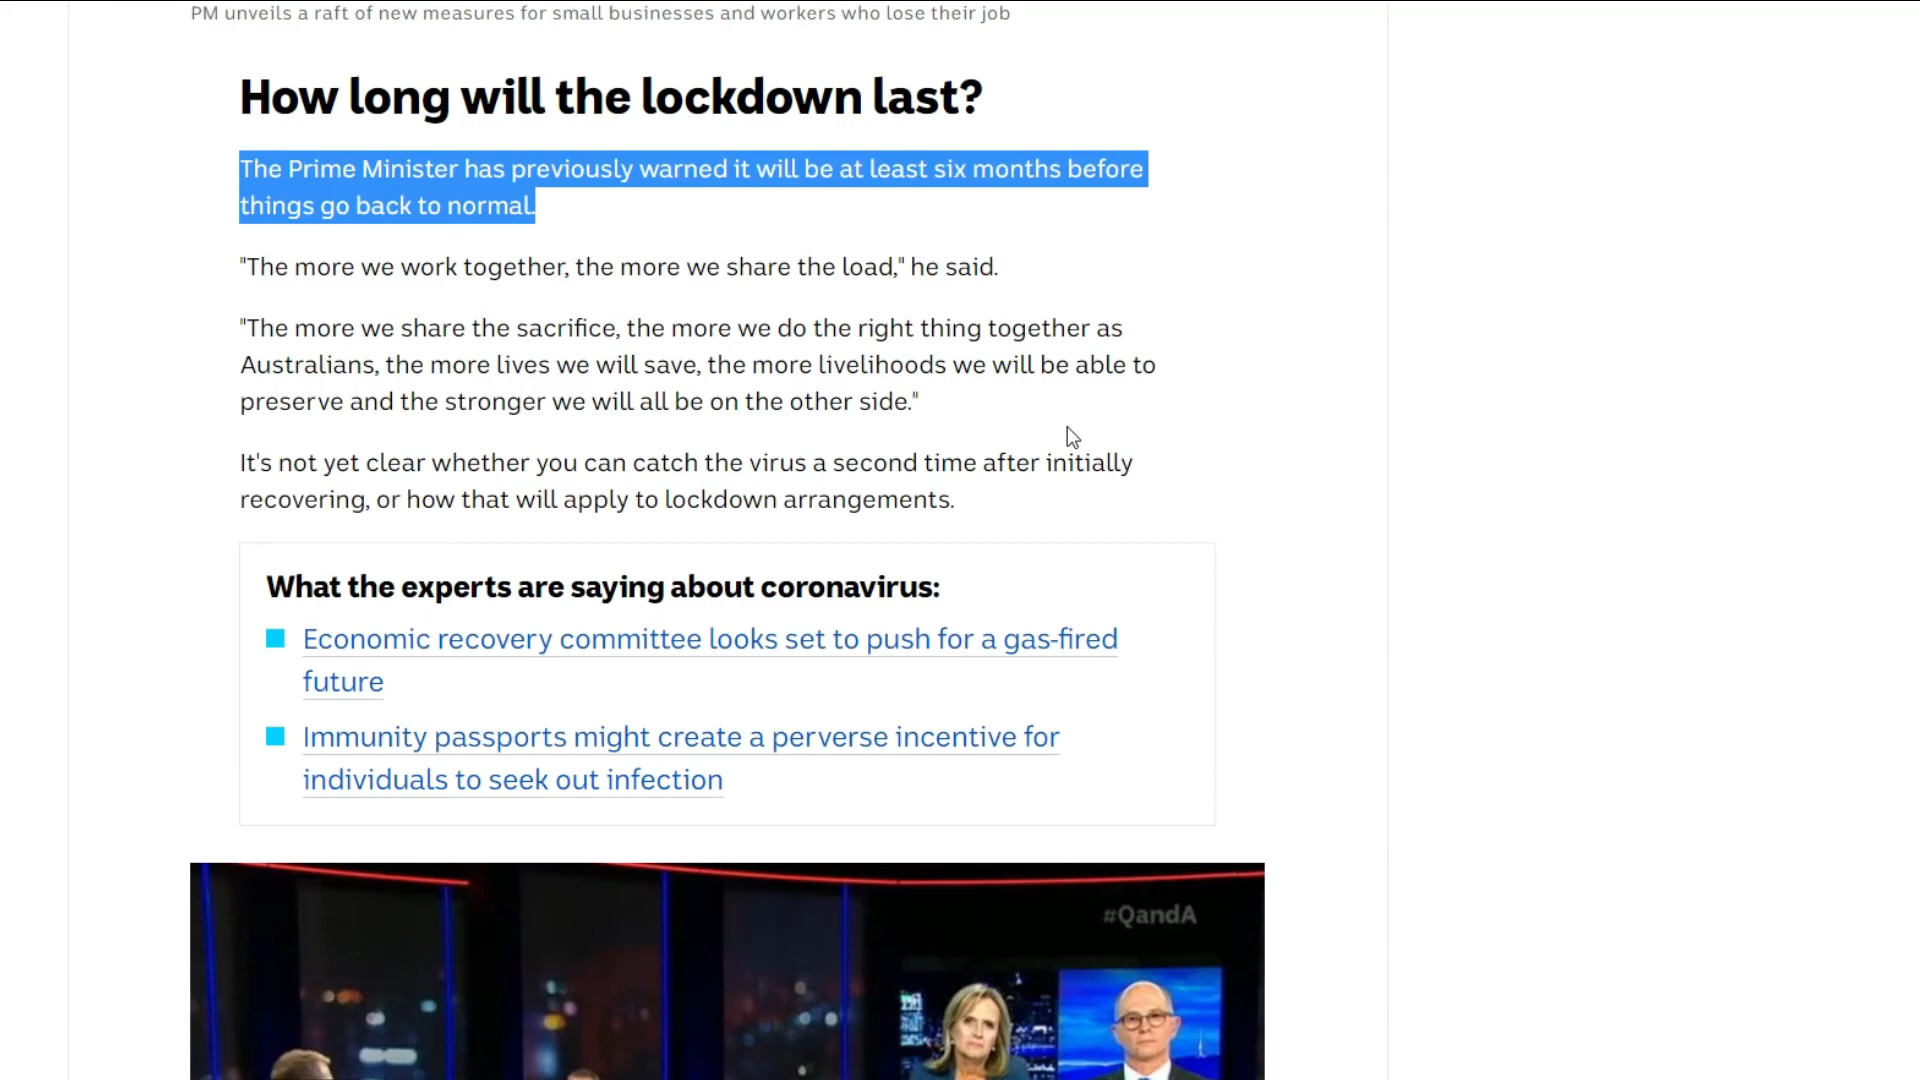 PM unveils a raft of new measures for small businesses and workers who lose their job
How long will the lockdown last?
The Prime Minister has previously warned it will be at least six months before
things go back to normal.
"The more we work together, the more we share the load," he said.
"The more we share the sacrifice, the more we do the right thing together as
Australians, the more lives we will save, the more livelihoods we will be able to
preserve and the stronger we will all be on the other side."
It's not yet clear whether you can catch the virus a second time after initially
recovering, or how that will apply to lockdown arrangements.
What the experts are saying about coronavirus:
Economic recovery committee looks set to push for a gas-fired
future
Immunity passports might create a perverse incentive for
individuals to seek out infection
#QandA